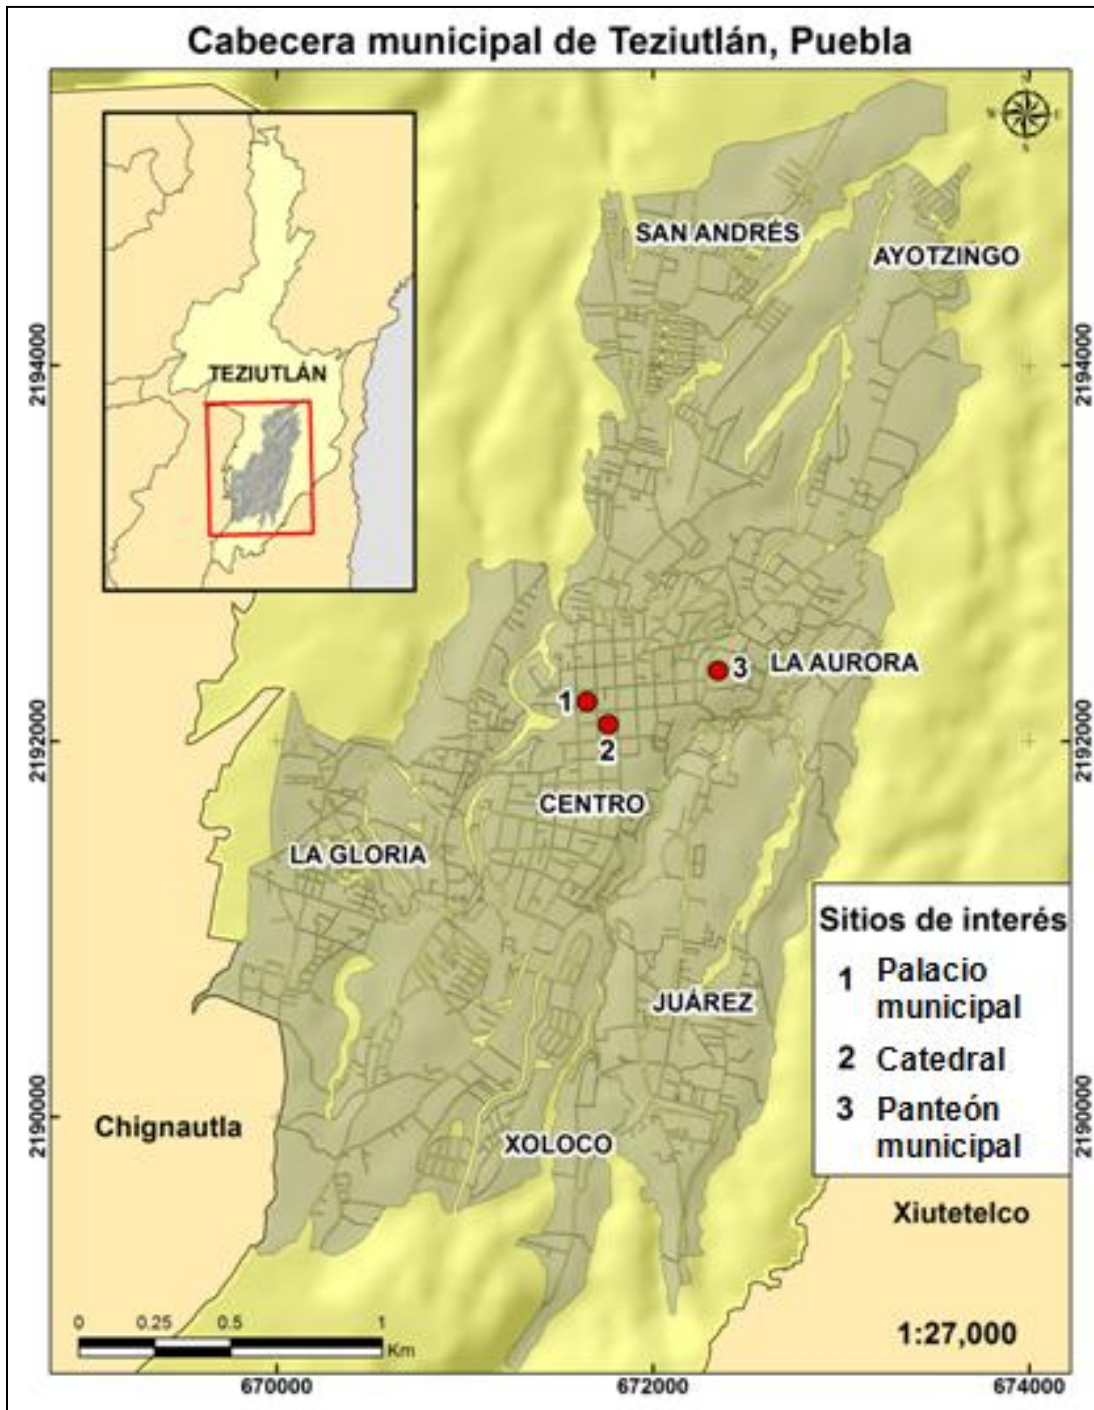 Cabecera municipal de Teziutlán, Puebla
N
W
E
S
SAN ANDRÉS
AYOTZINGO
2194000
2194000
TEZIUTLÁN
LA AURORA
3
1
2
2192000
2192000
CENTRO
LA GLORIA
Sitios de interés
1 Palacio
municipal
2 Catedral
3 Panteón
municipal
JUÁREZ
2190000
2190000
Chignautla
XOLOCO
Xiutetelco
0 0.25 0.5 1
Km
1:27,000
670000
672000
674000